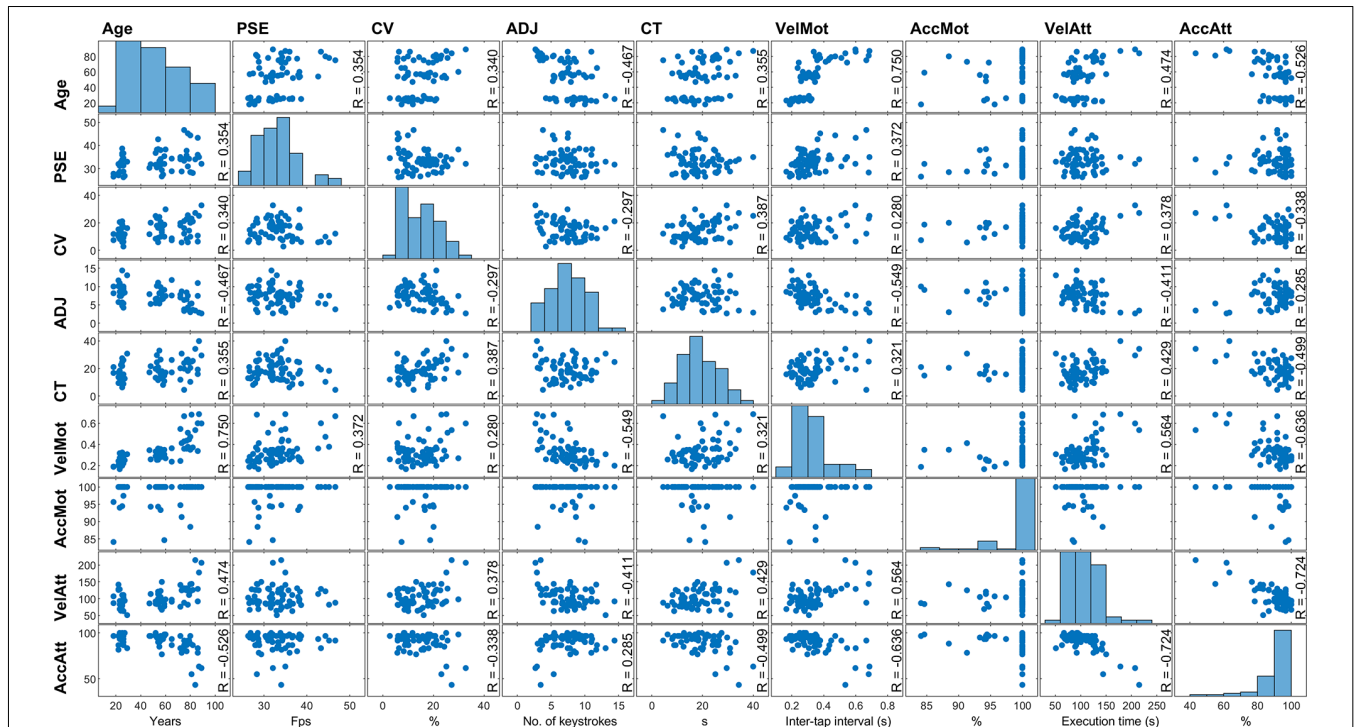 Age PSE CV ADJ CT VelMot AccMot VelAtt AccAtt
Age
80
60
40
20
R = 0.354
R = 0.340
R = -0.467
R = 0.355
R = 0.750
R = 0.474
R = -0.526
PSE
50
40
30
R = 0.354
R = 0.372
CV
40
20
0
R = 0.340
R = -0.297
R = 0.387
R = 0.280
R = 0.378
R = -0.338
ADJ
15
10
5
0
R = -0.467
R = -0.297
R = -0.549
R = -0.411
R = 0.285
CT
40
20
0
R = 0.355
R = 0.387
R = 0.321
R = 0.429
R = -0.499
VelMot
0.6
0.4
0.2
R = 0.750
R = 0.372
R = 0.280
R = -0.549
R = 0.321
R = 0.564
R = -0.636
AccMot
100
95
90
85
VelAtt
200
150
100
50
R = 0.474
R = 0.378
R = -0.411
R = 0.429
R = 0.564
R = -0.724
AccAtt
100
50
R = -0.526
R = -0.338
R = 0.285
R = -0.499
R = -0.636
R = -0.724
20 40 60 80 100 30 40 50 0 20 40 0 5 10 15 0 20 40 0.2 0.4 0.6 0.8 85 90 95 100 50 100 150 200 250 40 60 80 100
Years Fps % No. of keystrokes s Inter-tap interval (s) % Execution time (s) %